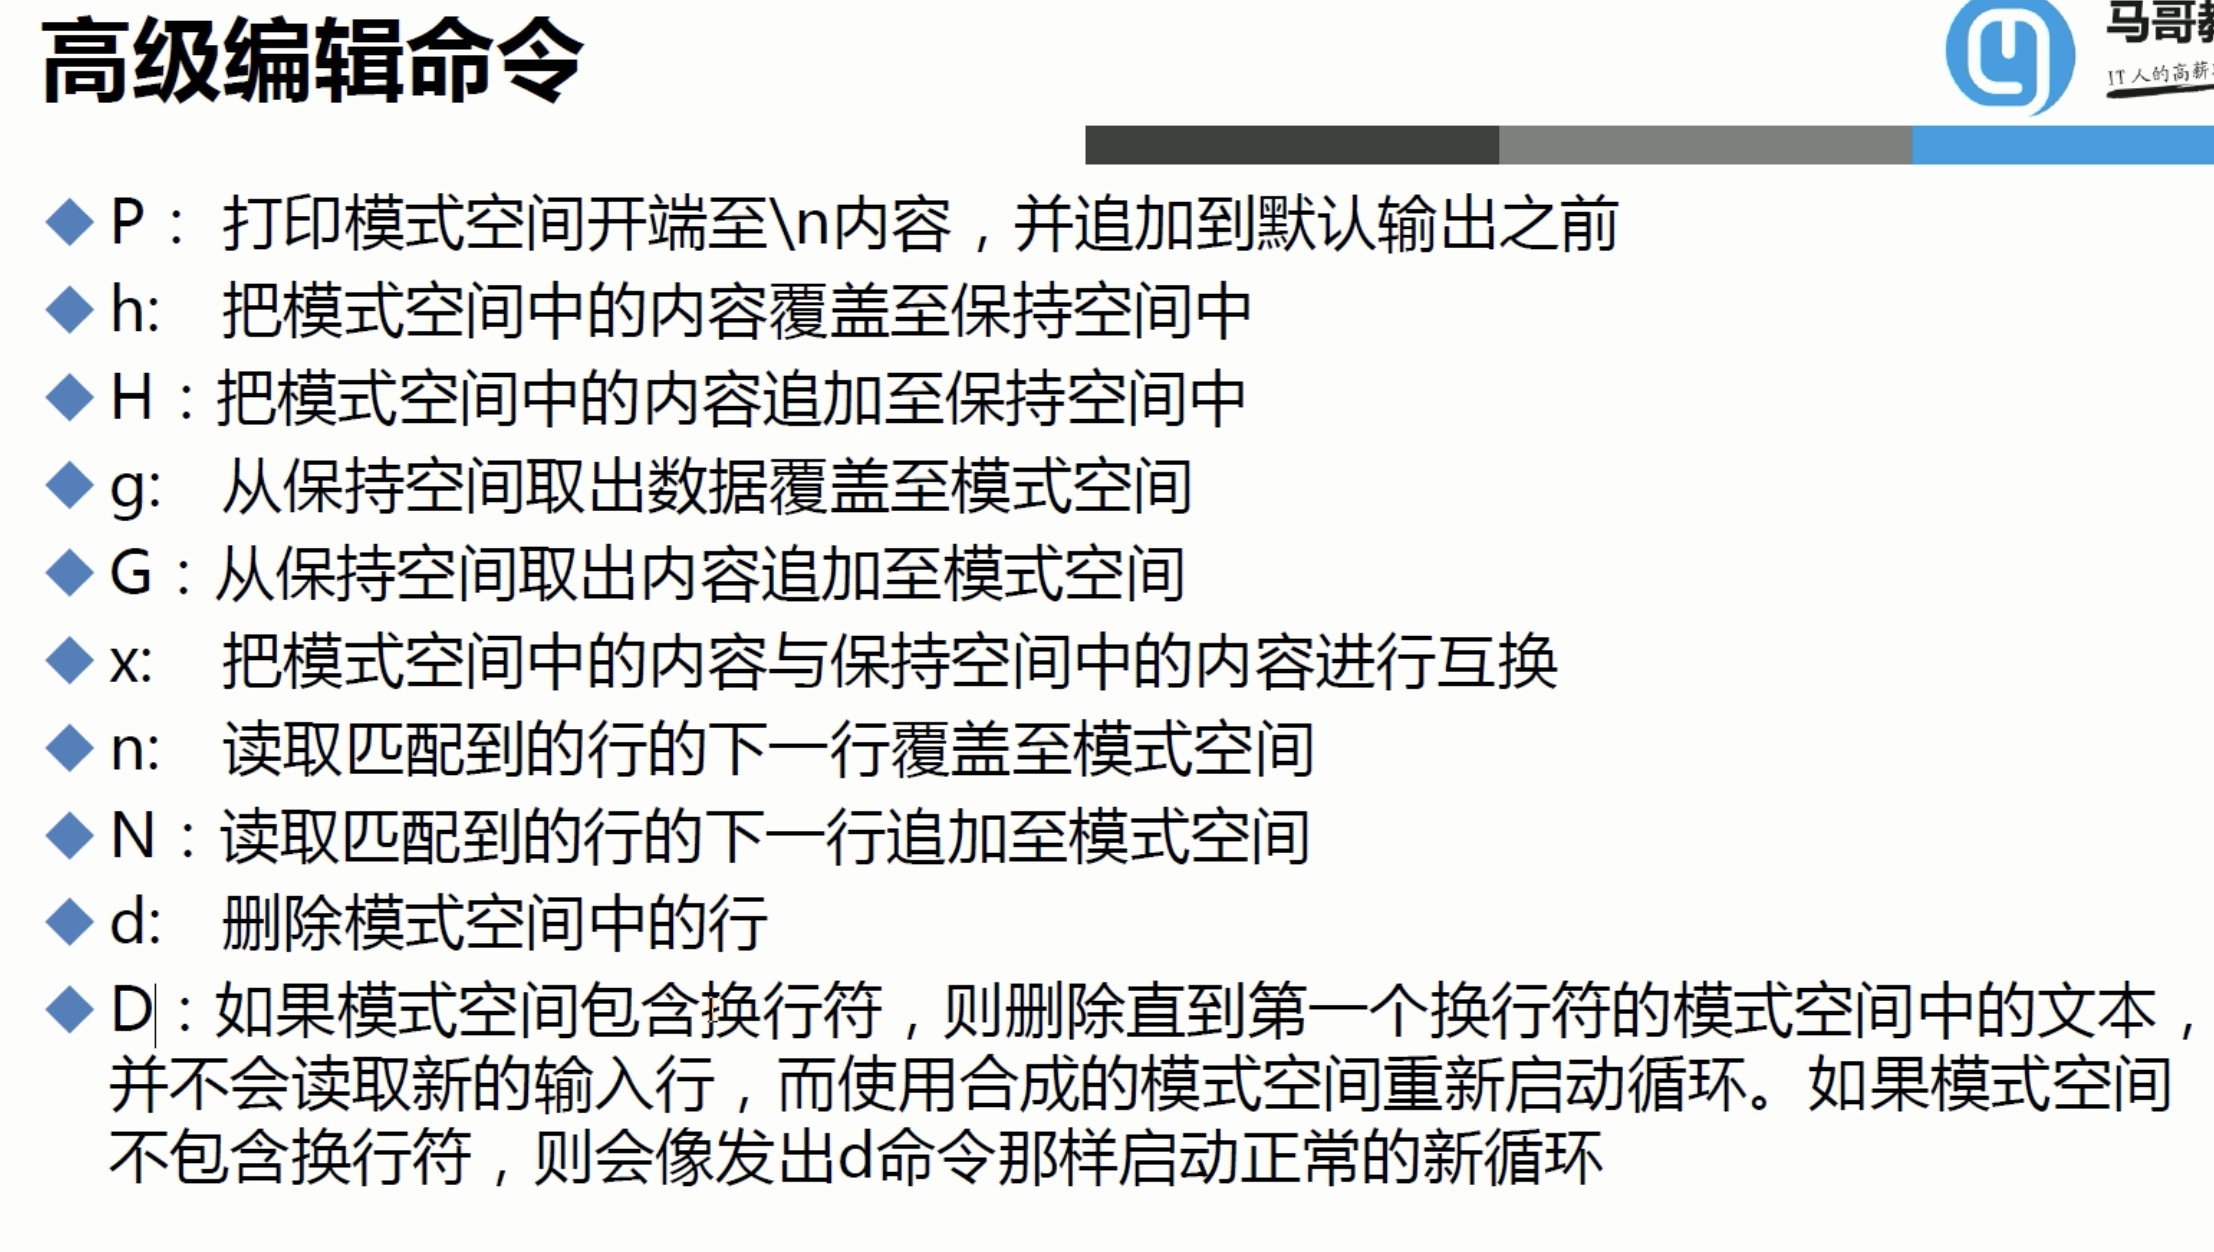 高级编辑命令
马哥教
IT人的高薪
P： 打印模式空间开端至\n内容，并追加到默认输出之前
h: 把模式空间中的内容覆盖至保持空间中
H：把模式空间中的内容追加至保持空间中
g: 从保持空间取出数据覆盖至模式空间
G：从保持空间取出内容追加至模式空间
x: 把模式空间中的内容与保持空间中的内容进行互换
n: 读取匹配到的行的下一行覆盖至模式空间
N：读取匹配到的行的下一行追加至模式空间
d: 删除模式空间中的行
D：如果模式空间包含换行符，则删除直到第一个换行符的模式空间中的文本，
并不会读取新的输入行，而使用合成的模式空间重新启动循环。如果模式空间
不包含换行符，则会像发出d命令那样启动正常的新循环